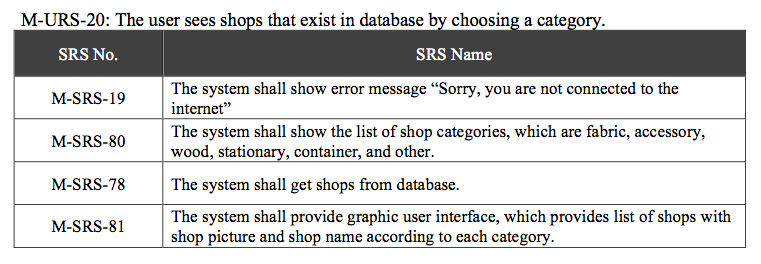 M-URS-20: The user sees shops that exist in database by choosing a category.
SRS No. SRS Name
M-SRS-19 The system shall show error message “Sorry, you are not connected to the
internet”
M-SRS-80 The system shall show the list of shop categories, which are fabric, accessory,
wood, stationary, container, and other.
M-SRS-78 The system shall get shops from database.
M-SRS-81 The system shall provide graphic user interface, which provides list of shops with
shop picture and shop name according to each category.